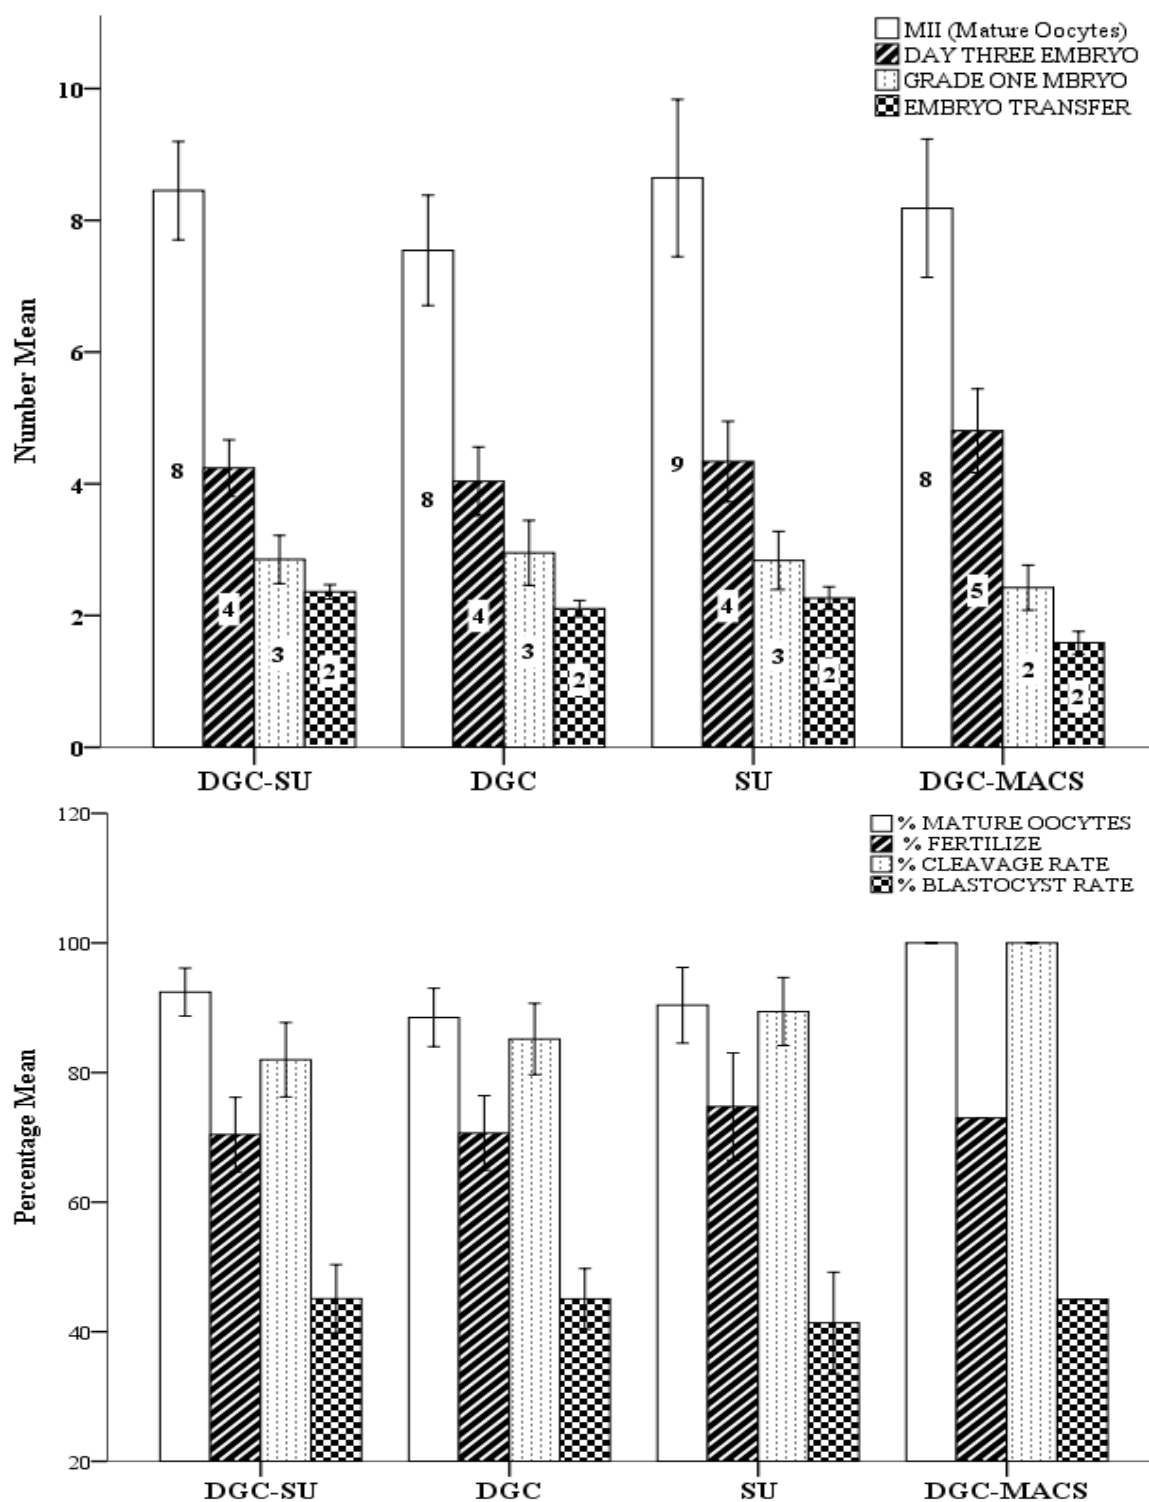 MII (Mature Oocytes)
DAY THREE EMBRYO
GRADE ONE MBRYO
EMBRYO TRANSFER
Number Mean
10
8
6
4
2
0
8
4
3
2
8
4
3
2
9
4
3
2
8
5
2
2
DGC-SU DGC SU DGC-MACS
% MATURE OOCYTES
% FERTILIZE
% CLEAVAGE RATE
% BLASTOCYST RATE
Percentage Mean
120
100
80
60
40
20
DGC-SU DGC SU DGC-MACS